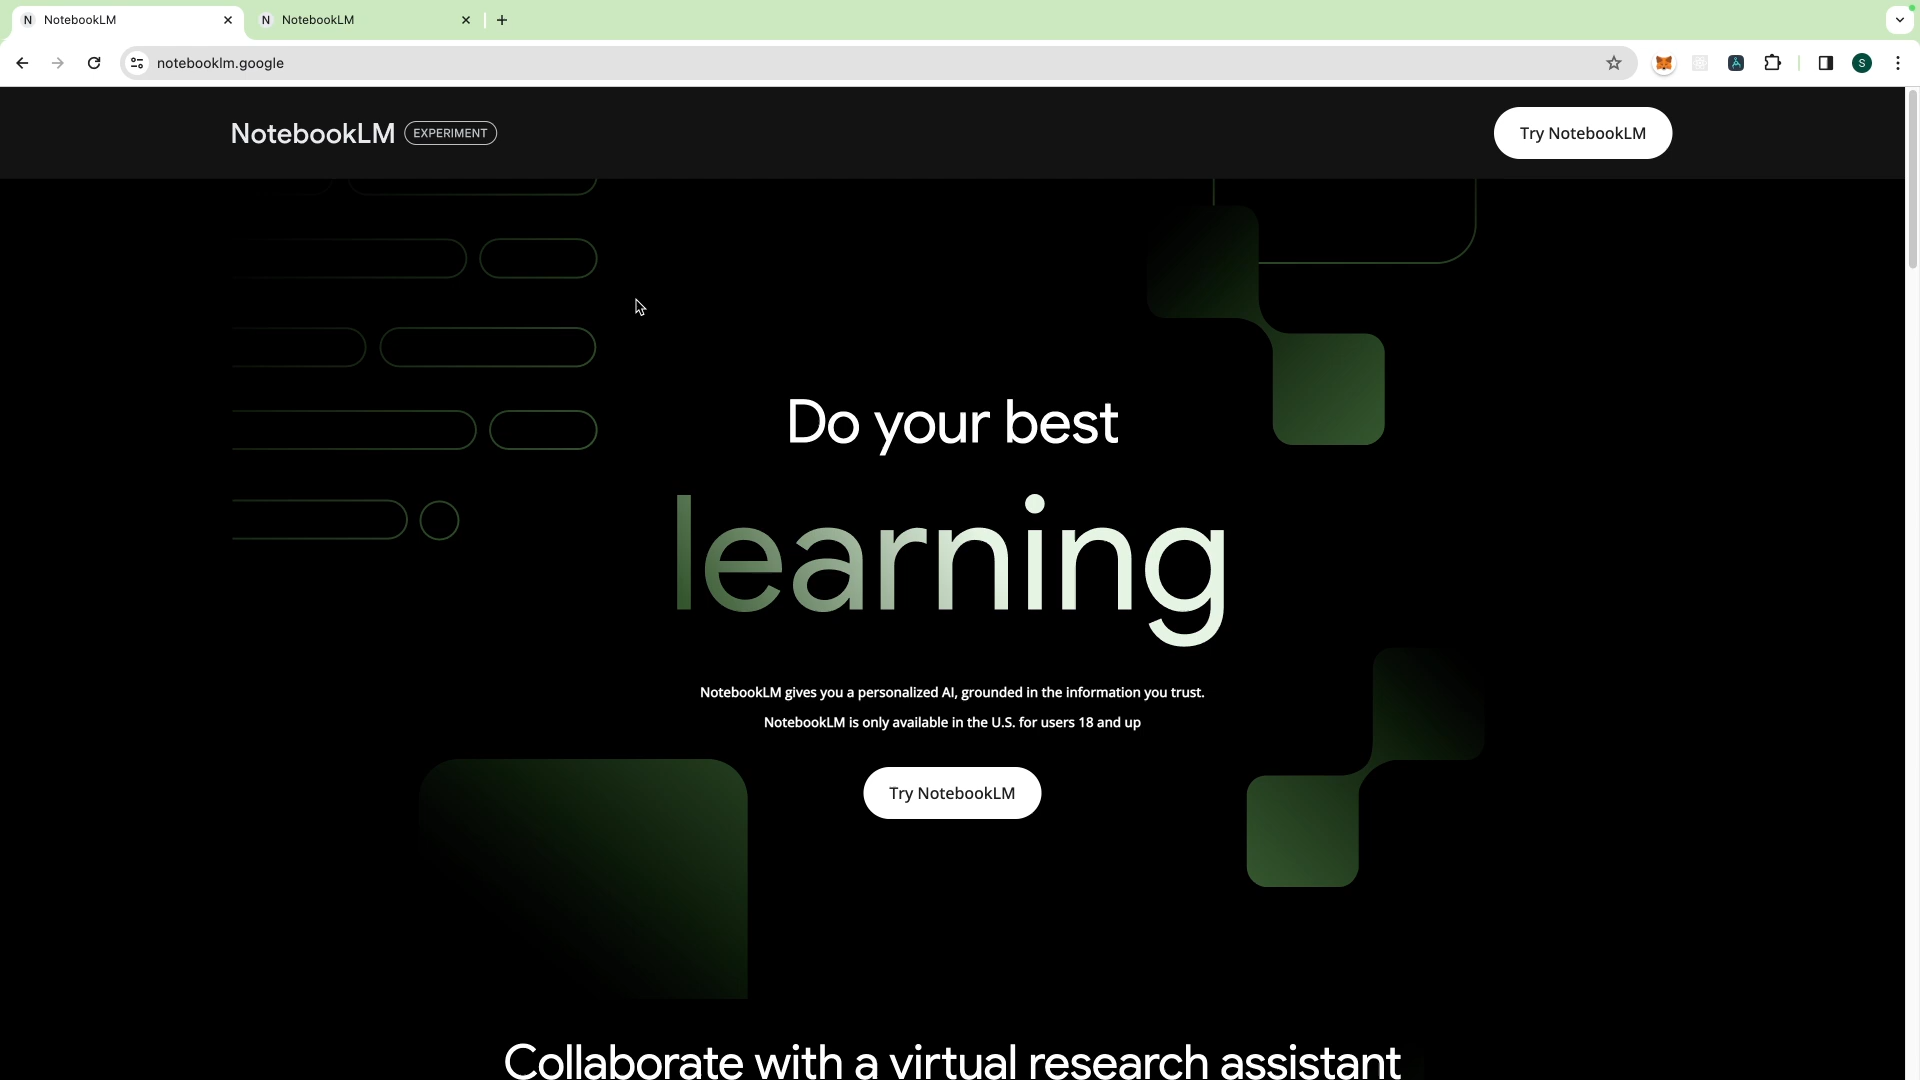 NotebookLM
NotebookLM
notebooklm.google
S
NotebookLM EXPERIMENT
Try NotebookLM
Do your best
learning
NotebookLM gives you a personalized AI, grounded in the information you trust.
NotebookLM is only available in the U.S. for users 18 and up
Try NotebookLM
Collaborate with a virtual research assistant